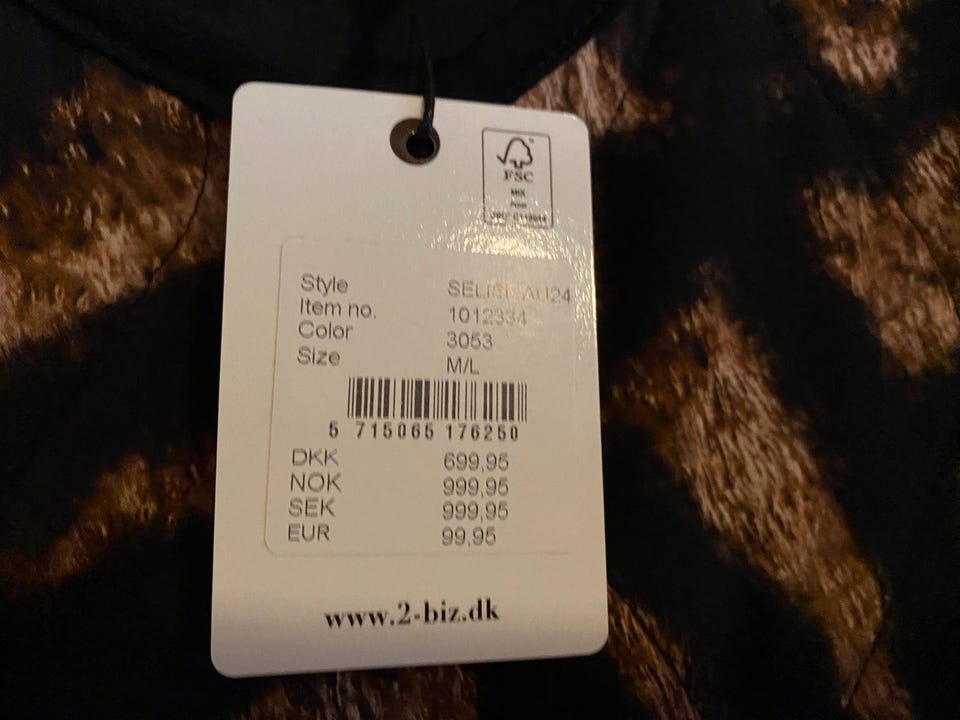 FSC
MIX
Style
Item no. 1012334
Color 3053
Size M/L
5 715065 176250
DKK 699,95
NOK 999,95
SEK 999,95
EUR 99,95
www.2-biz.dk